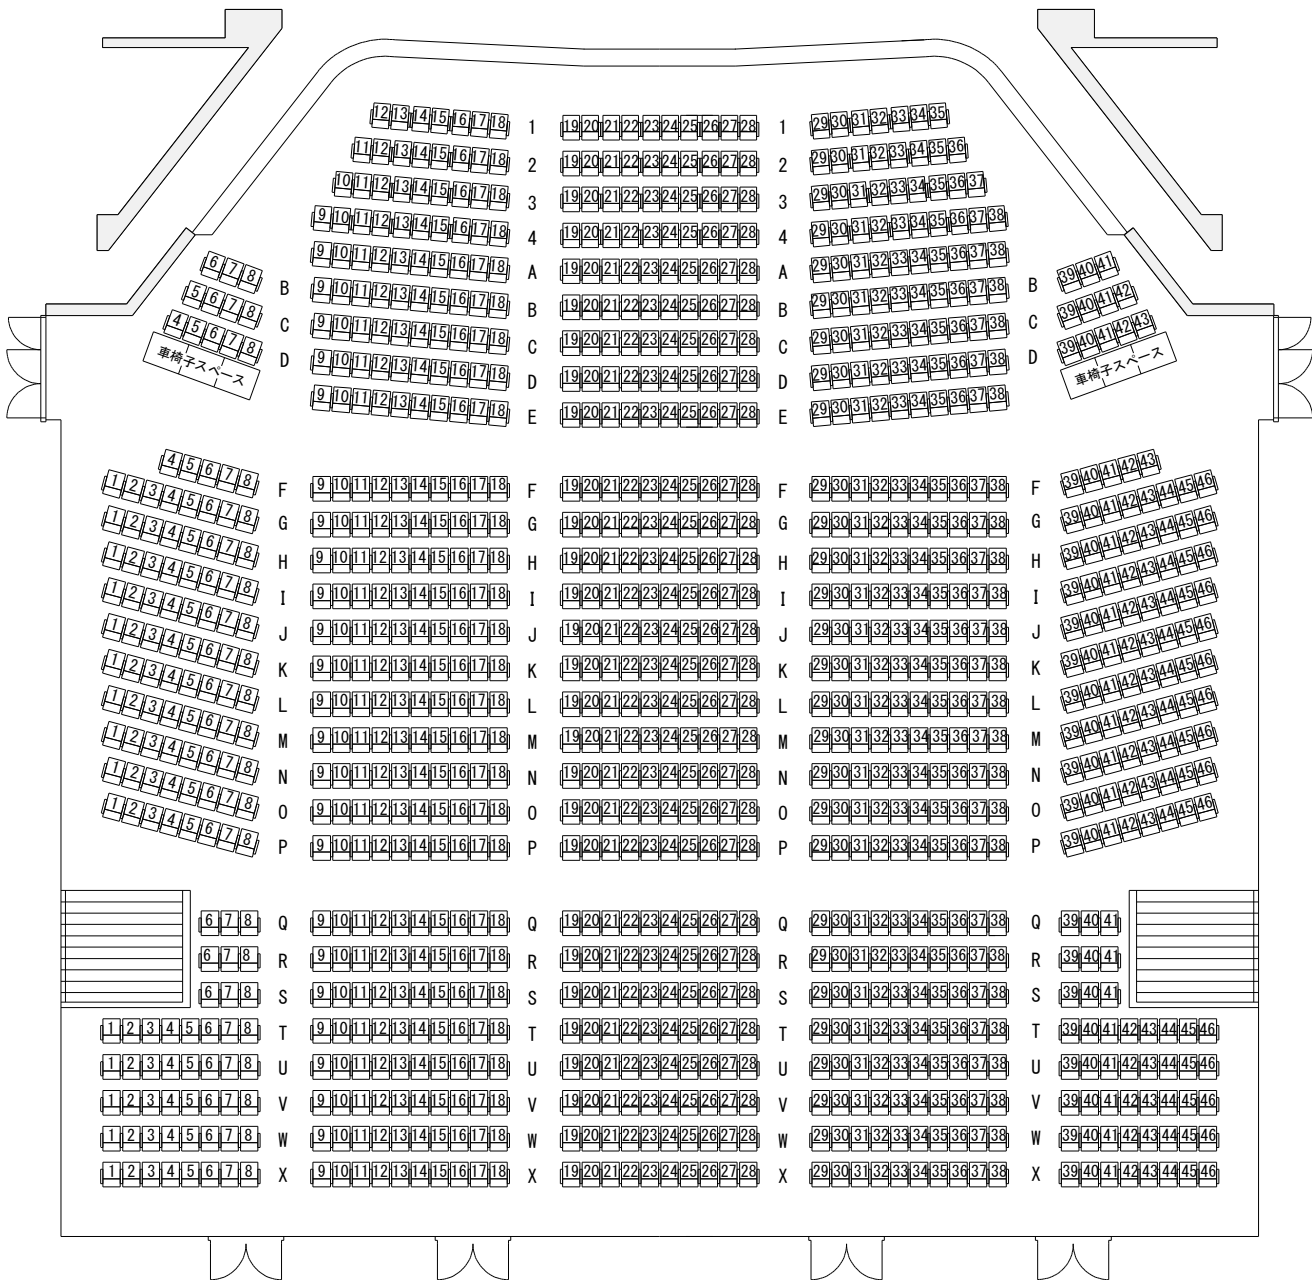 12 13 14 15 16 17 18 1 19 20 21 22 23 24 25 26 27 28 1 29 30 31 32 33 34 35
11 12 13 14 15 16 17 18 2 19 20 21 22 23 24 25 26 27 28 2 29 30 31 32 33 34 35 36
10 11 12 13 14 15 16 17 18 3 19 20 21 22 23 24 25 26 27 28 3 29 30 31 32 33 34 35 36 37
9 10 11 12 13 14 15 16 17 18 4 19 20 21 22 23 24 25 26 27 28 4 29 30 31 32 33 34 35 36 37 38
9 10 11 12 13 14 15 16 17 18 A 19 20 21 22 23 24 25 26 27 28 A 29 30 31 32 33 34 35 36 37 38
6 7 8 B 9 10 11 12 13 14 15 16 17 18 B 19 20 21 22 23 24 25 26 27 28 B 29 30 31 32 33 34 35 36 37 38 B 39 40 41
5 6 7 8 C 9 10 11 12 13 14 15 16 17 18 C 19 20 21 22 23 24 25 26 27 28 C 29 30 31 32 33 34 35 36 37 38 C 39 40 41 42
4 5 6 7 8 D 9 10 11 12 13 14 15 16 17 18 D 19 20 21 22 23 24 25 26 27 28 D 29 30 31 32 33 34 35 36 37 38 D 39 40 41 42 43
車椅子スペース 車椅子スペース
9 10 11 12 13 14 15 16 17 18 E 19 20 21 22 23 24 25 26 27 28 E 29 30 31 32 33 34 35 36 37 38
4 5 6 7 8 F 9 10 11 12 13 14 15 16 17 18 F 19 20 21 22 23 24 25 26 27 28 F 29 30 31 32 33 34 35 36 37 38 F 39 40 41 42 43
1 2 3 4 5 6 7 8 G 9 10 11 12 13 14 15 16 17 18 G 19 20 21 22 23 24 25 26 27 28 G 29 30 31 32 33 34 35 36 37 38 G 39 40 41 42 43 44 45 46
1 2 3 4 5 6 7 8 H 9 10 11 12 13 14 15 16 17 18 H 19 20 21 22 23 24 25 26 27 28 H 29 30 31 32 33 34 35 36 37 38 H 39 40 41 42 43 44 45 46
1 2 3 4 5 6 7 8 I 9 10 11 12 13 14 15 16 17 18 I 19 20 21 22 23 24 25 26 27 28 I 29 30 31 32 33 34 35 36 37 38 I 39 40 41 42 43 44 45 46
1 2 3 4 5 6 7 8 J 9 10 11 12 13 14 15 16 17 18 J 19 20 21 22 23 24 25 26 27 28 J 29 30 31 32 33 34 35 36 37 38 J 39 40 41 42 43 44 45 46
1 2 3 4 5 6 7 8 K 9 10 11 12 13 14 15 16 17 18 K 19 20 21 22 23 24 25 26 27 28 K 29 30 31 32 33 34 35 36 37 38 K 39 40 41 42 43 44 45 46
1 2 3 4 5 6 7 8 L 9 10 11 12 13 14 15 16 17 18 L 19 20 21 22 23 24 25 26 27 28 L 29 30 31 32 33 34 35 36 37 38 L 39 40 41 42 43 44 45 46
1 2 3 4 5 6 7 8 M 9 10 11 12 13 14 15 16 17 18 M 19 20 21 22 23 24 25 26 27 28 M 29 30 31 32 33 34 35 36 37 38 M 39 40 41 42 43 44 45 46
1 2 3 4 5 6 7 8 N 9 10 11 12 13 14 15 16 17 18 N 19 20 21 22 23 24 25 26 27 28 N 29 30 31 32 33 34 35 36 37 38 N 39 40 41 42 43 44 45 46
1 2 3 4 5 6 7 8 O 9 10 11 12 13 14 15 16 17 18 O 19 20 21 22 23 24 25 26 27 28 O 29 30 31 32 33 34 35 36 37 38 O 39 40 41 42 43 44 45 46
1 2 3 4 5 6 7 8 P 9 10 11 12 13 14 15 16 17 18 P 19 20 21 22 23 24 25 26 27 28 P 29 30 31 32 33 34 35 36 37 38 P 39 40 41 42 43 44 45 46
6 7 8 Q 9 10 11 12 13 14 15 16 17 18 Q 19 20 21 22 23 24 25 26 27 28 Q 29 30 31 32 33 34 35 36 37 38 Q 39 40 41
6 7 8 R 9 10 11 12 13 14 15 16 17 18 R 19 20 21 22 23 24 25 26 27 28 R 29 30 31 32 33 34 35 36 37 38 R 39 40 41
6 7 8 S 9 10 11 12 13 14 15 16 17 18 S 19 20 21 22 23 24 25 26 27 28 S 29 30 31 32 33 34 35 36 37 38 S 39 40 41
1 2 3 4 5 6 7 8 T 9 10 11 12 13 14 15 16 17 18 T 19 20 21 22 23 24 25 26 27 28 T 29 30 31 32 33 34 35 36 37 38 T 39 40 41 42 43 44 45 46
1 2 3 4 5 6 7 8 U 9 10 11 12 13 14 15 16 17 18 U 19 20 21 22 23 24 25 26 27 28 U 29 30 31 32 33 34 35 36 37 38 U 39 40 41 42 43 44 45 46
1 2 3 4 5 6 7 8 V 9 10 11 12 13 14 15 16 17 18 V 19 20 21 22 23 24 25 26 27 28 V 29 30 31 32 33 34 35 36 37 38 V 39 40 41 42 43 44 45 46
1 2 3 4 5 6 7 8 W 9 10 11 12 13 14 15 16 17 18 W 19 20 21 22 23 24 25 26 27 28 W 29 30 31 32 33 34 35 36 37 38 W 39 40 41 42 43 44 45 46
1 2 3 4 5 6 7 8 X 9 10 11 12 13 14 15 16 17 18 X 19 20 21 22 23 24 25 26 27 28 X 29 30 31 32 33 34 35 36 37 38 X 39 40 41 42 43 44 45 46